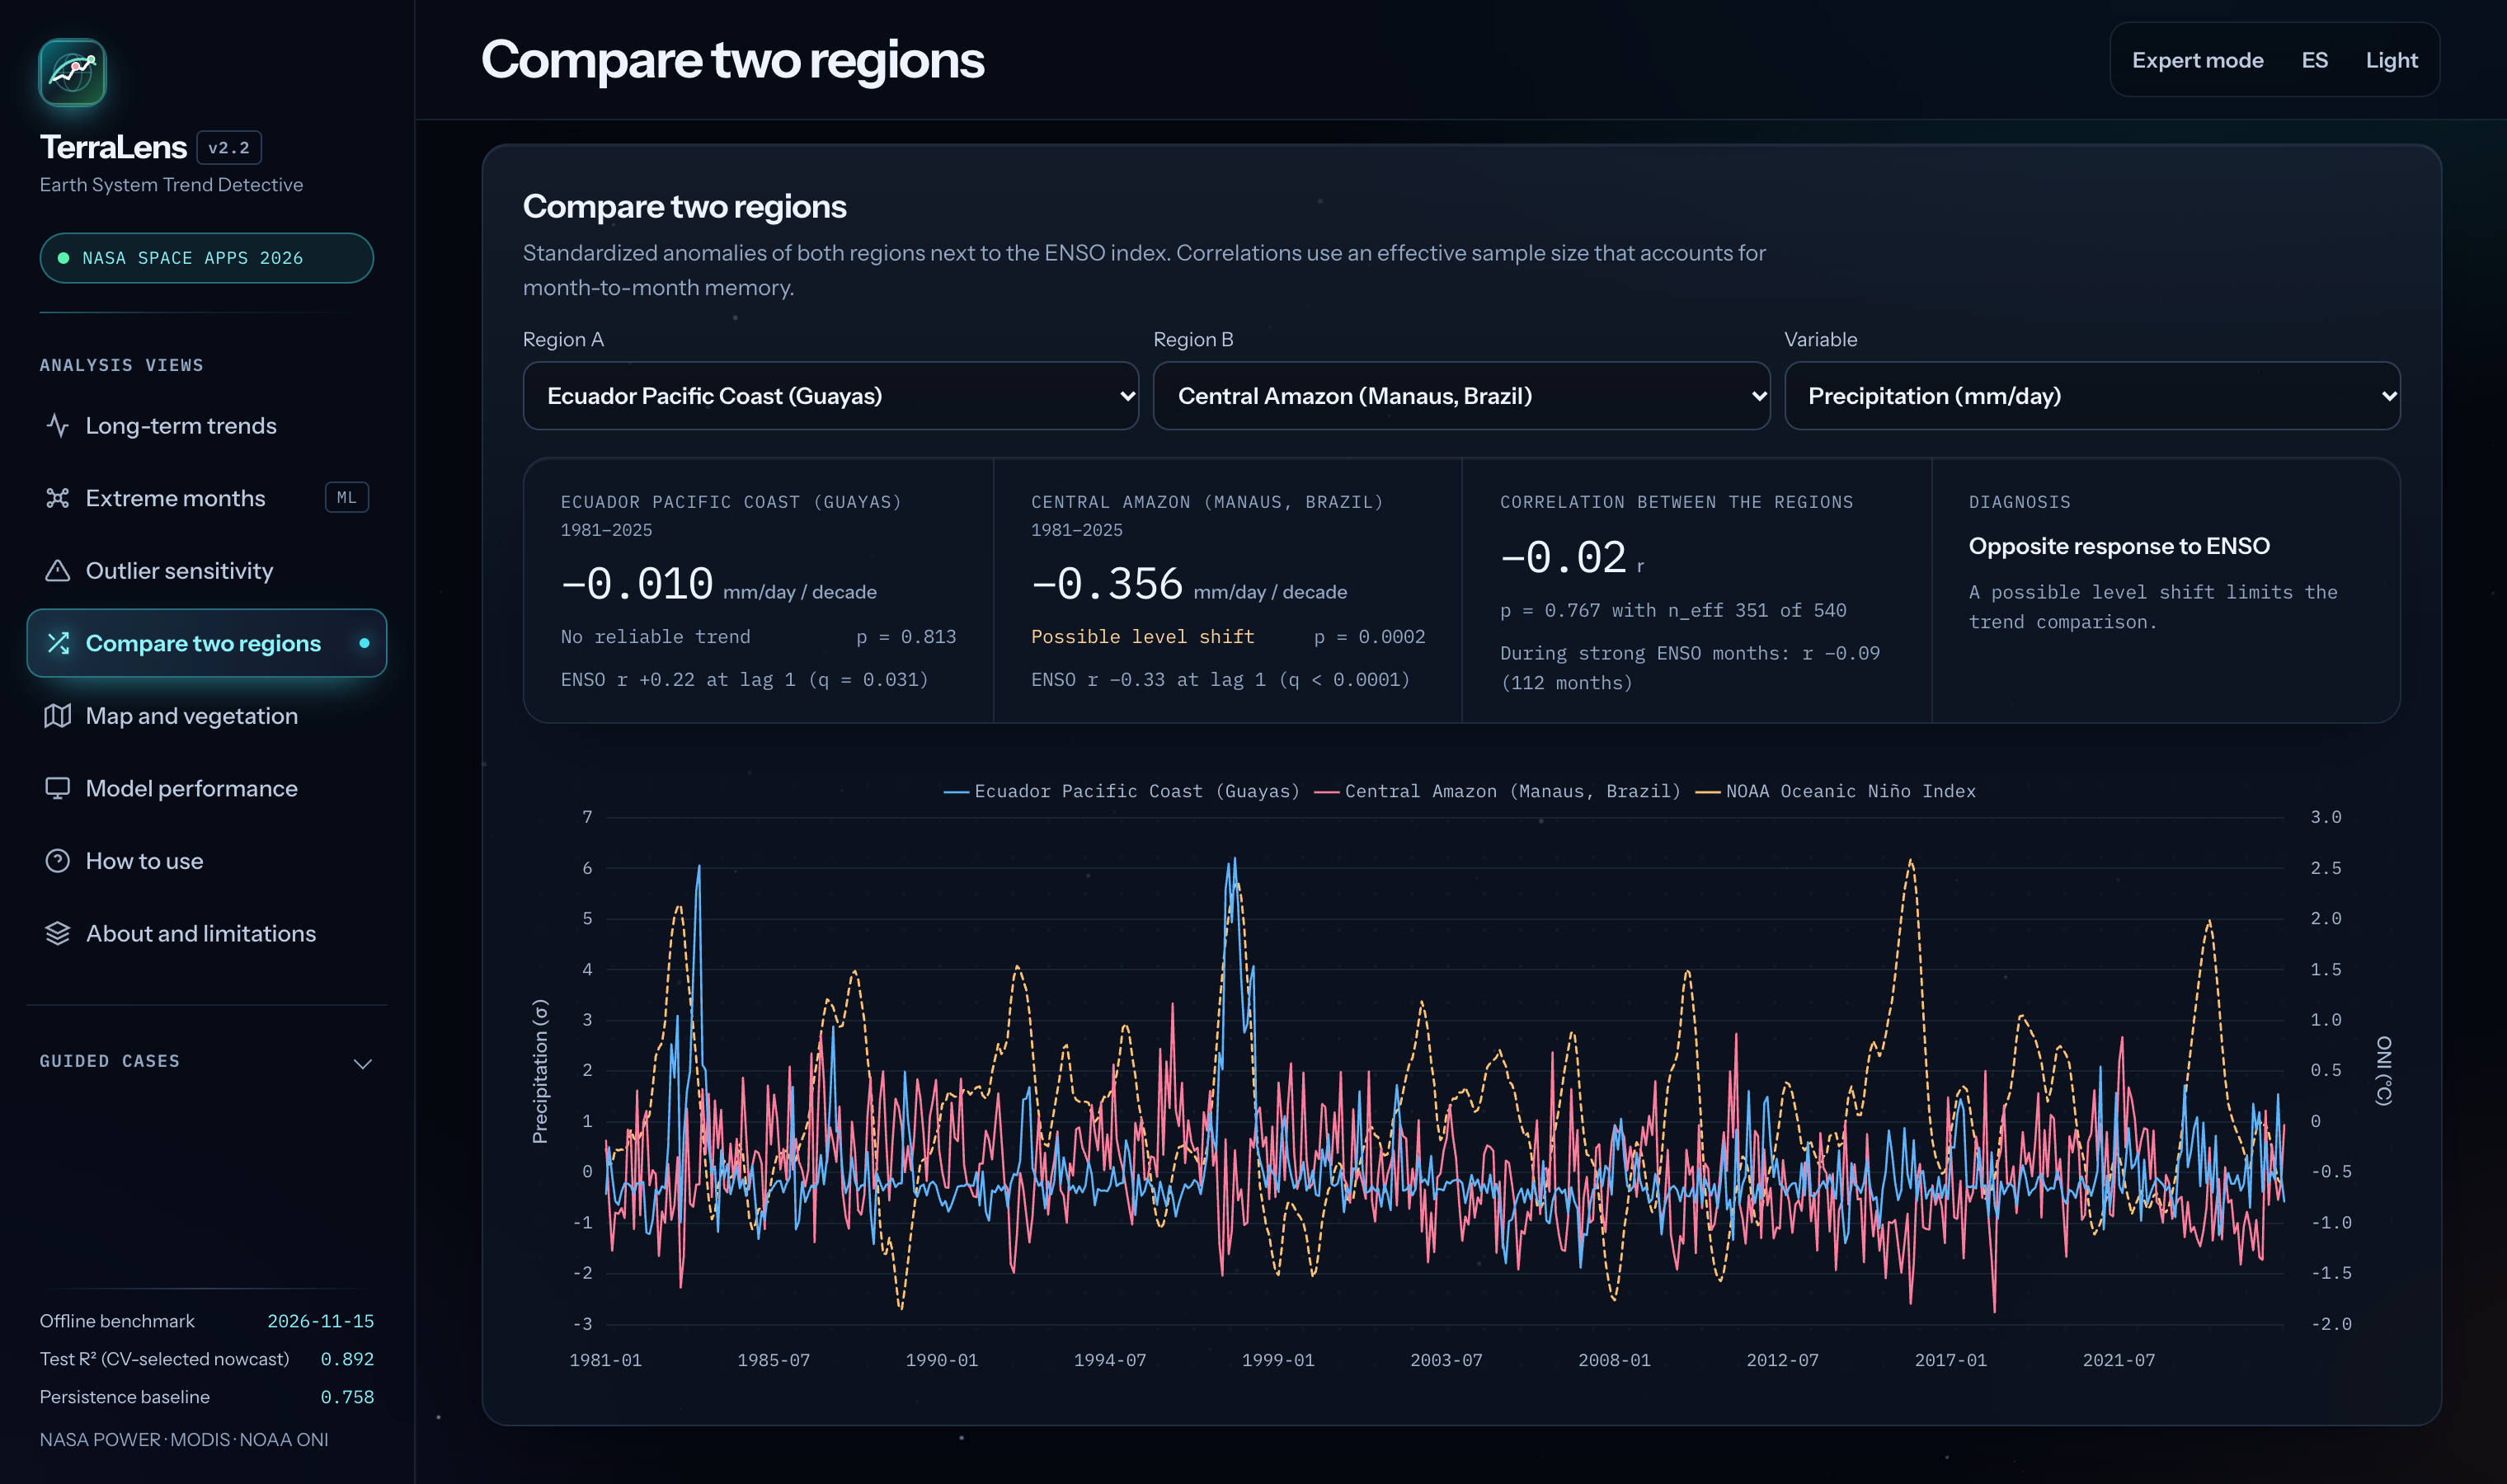 TerraLens v2.2
Earth System Trend Detective
NASA SPACE APPS 2026
ANALYSIS VIEWS
Long-term trends
Extreme months ML
Outlier sensitivity
Compare two regions
Map and vegetation
Model performance
How to use
About and limitations
GUIDED CASES
Offline benchmark 2026-11-15
Test R² (CV-selected nowcast) 0.892
Persistence baseline 0.758
NASA POWER · MODIS · NOAA ONI
Compare two regions
Expert mode ES Light
Compare two regions
Standardized anomalies of both regions next to the ENSO index. Correlations use an effective sample size that accounts for
month-to-month memory.
Region A
Ecuador Pacific Coast (Guayas)
Region B
Central Amazon (Manaus, Brazil)
Variable
Precipitation (mm/day)
ECUADOR PACIFIC COAST (GUAYAS)
1981–2025
−0.010 mm/day / decade
No reliable trend p = 0.813
ENSO r +0.22 at lag 1 (q = 0.031)
CENTRAL AMAZON (MANAUS, BRAZIL)
1981–2025
−0.356 mm/day / decade
Possible level shift p = 0.0002
ENSO r −0.33 at lag 1 (q < 0.0001)
CORRELATION BETWEEN THE REGIONS
−0.02 r
p = 0.767 with n_eff 351 of 540
During strong ENSO months: r −0.09
(112 months)
DIAGNOSIS
Opposite response to ENSO
A possible level shift limits the
trend comparison.
Ecuador Pacific Coast (Guayas) Central Amazon (Manaus, Brazil) NOAA Oceanic Niño Index
Precipitation (σ)
7
6
5
4
3
2
1
0
-1
-2
-3
3.0
2.5
2.0
1.5
1.0
0.5
0
-0.5
-1.0
-1.5
-2.0
ONI (°C)
1981-01 1985-07 1990-01 1994-07 1999-01 2003-07 2008-01 2012-07 2017-01 2021-07